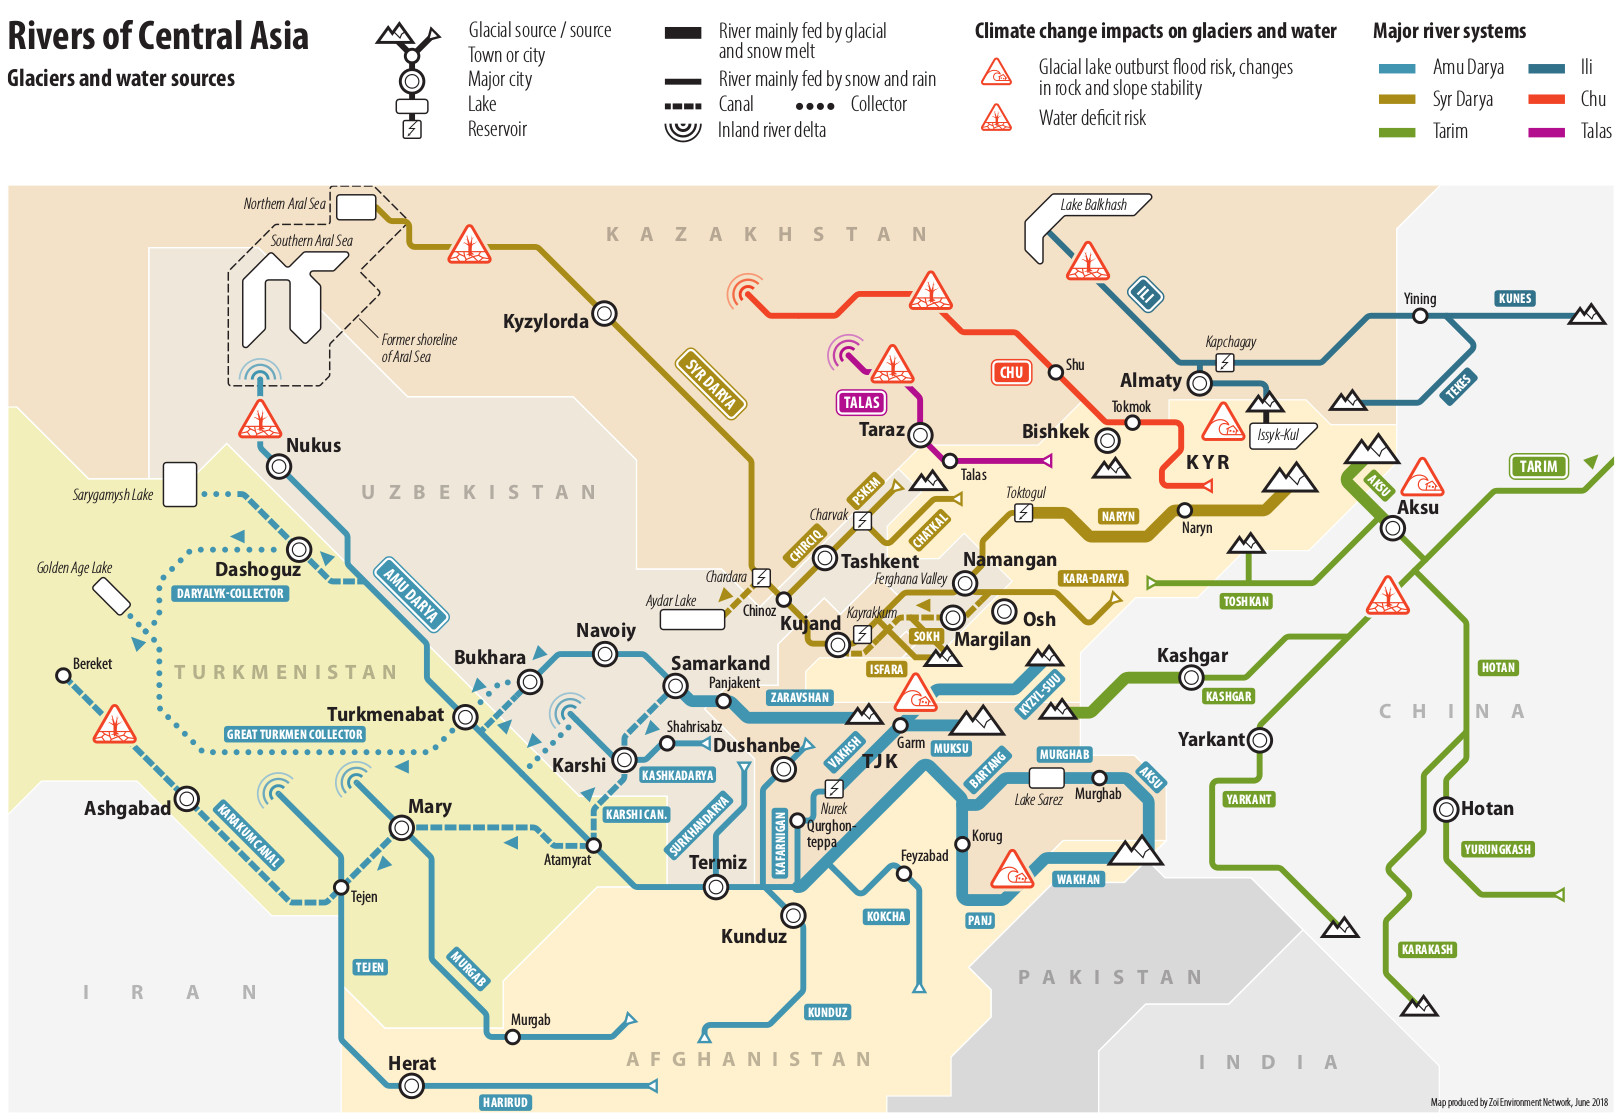 Rivers of Central Asia
Glaciers and water sources
Glacial source / source
Town or city
Major city
Lake
Reservoir
River mainly fed by glacial
and snow melt
River mainly fed by snow and rain
Canal
Collector
Inland river delta
Climate change impacts on glaciers and water
Glacial lake outburst flood risk, changes
in rock and slope stability
Water deficit risk
Major river systems
Amu Darya
Ili
Syr Darya
Chu
Tarim
Talas
Northern Aral Sea
Southern Aral Sea
Former shoreline
of Aral Sea
KAZAKHSTAN
Lake Balkhash
ILI
Yining
KUNES
TEKES
Kapchagay
Almaty
Issyk-Kul
Kyzylorda
SYR DARYA
CHU
Shu
Tokmok
Bishkek
KYR
TALAS
Taraz
Talas
Nukus
Sarygamysh Lake
UZBEKISTAN
PSKEM
Charvak
CHATKAL
CHIRCIQ
Tashkent
Toktogul
NARYN
Naryn
AKSU
Aksu
TARIM
Dashoguz
Golden Age Lake
DARYALYK-COLLECTOR
AMU DARYA
Chardara
Aydar Lake
Chinoz
Ferghana Valley
Namangan
KARA-DARYA
TOSHKAN
Kujand
Kayrakkum
SOKH
Margilan
Osh
ISFARA
Bereket
TURKMENISTAN
Navoiy
Bukhara
Samarkand
Panjakent
ZARAVSHAN
KYZYL-SUU
Kashgar
KASHGAR
HOTAN
CHINA
Turkmenabat
GREAT TURKMEN COLLECTOR
Shahrisabz
Karshi
KASHKADARYA
Dushanbe
VAKHSH
TJK
Garm
MUKSU
Yarkant
YARKANT
Ashgabad
KARAKUM CANAL
Mary
KARSHI CAN.
SURKHANDARYA
KAFARNIGAN
Nurek
Qurghon-
teppa
BARTANG
MURGHAB
Lake Sarez
Murghab
AKSU
Hotan
YURUNGKASH
Atamyrat
Termiz
Feyzabad
Korug
WAKHAN
PANJ
Tejen
Kunduz
KOKCHA
KARAKASH
TEJEN
MURGAB
KUNDUZ
PAKISTAN
IRAN
Murgab
Herat
HARIRUD
AFGHANISTAN
INDIA
Map produced by Zoï Environment Network, June 2018